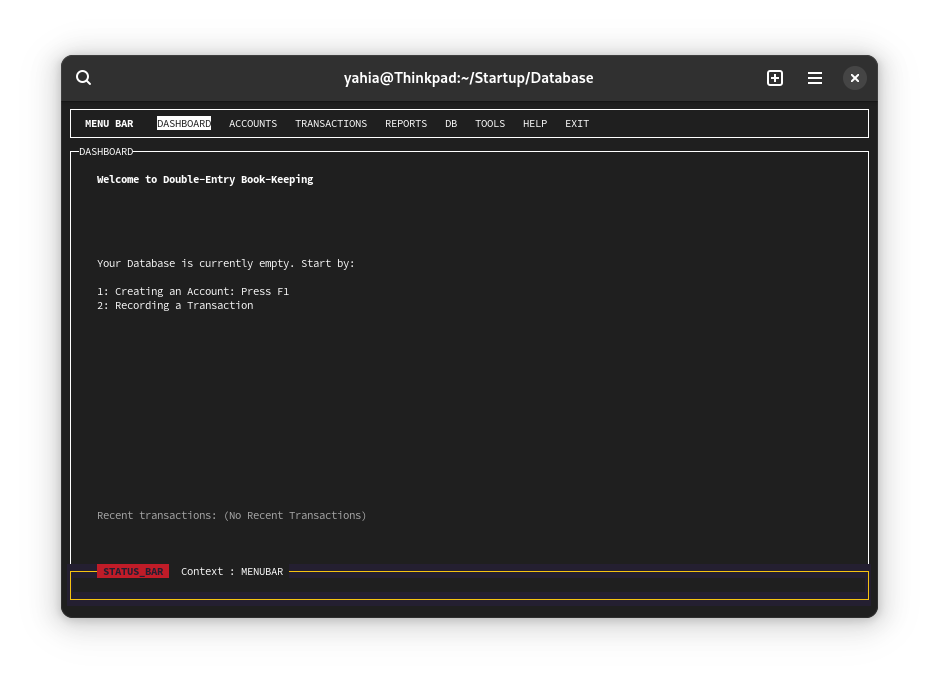 yahia@Thinkpad:~/Startup/Database
MENU BAR DASHBOARD ACCOUNTS TRANSACTIONS REPORTS DB TOOLS HELP EXIT
DASHBOARD
Welcome to Double-Entry Book-Keeping
Your Database is currently empty. Start by:
1: Creating an Account: Press F1
2: Recording a Transaction
Recent transactions: (No Recent Transactions)
STATUS_BAR Context : MENUBAR